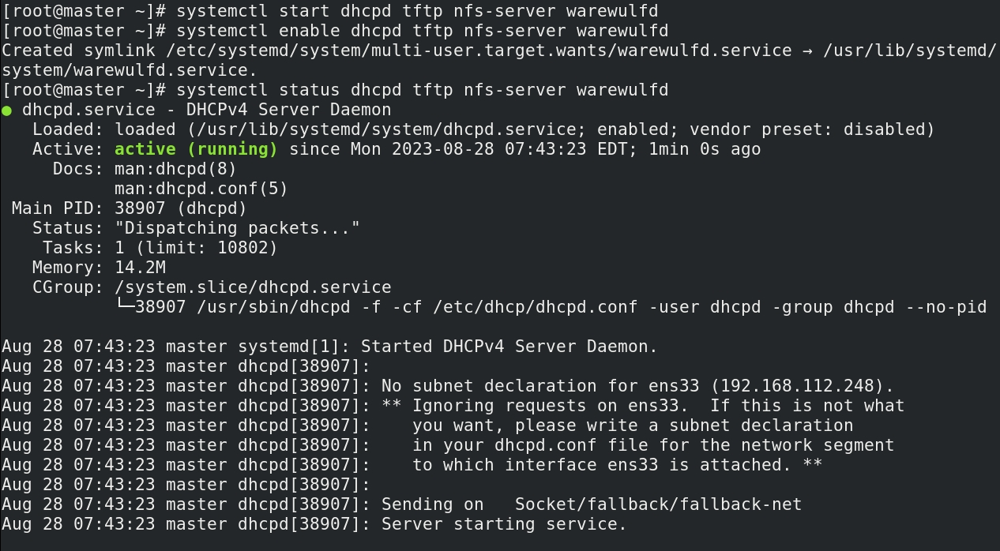 [root@master ~]# systemctl start dhcpd tftp nfs-server warewulfd
[root@master ~]# systemctl enable dhcpd tftp nfs-server warewulfd
Created symlink /etc/systemd/system/multi-user.target.wants/warewulfd.service → /usr/lib/systemd/
system/warewulfd.service.
[root@master ~]# systemctl status dhcpd tftp nfs-server warewulfd
● dhcpd.service - DHCPv4 Server Daemon
   Loaded: loaded (/usr/lib/systemd/system/dhcpd.service; enabled; vendor preset: disabled)
   Active: active (running) since Mon 2023-08-28 07:43:23 EDT; 1min 0s ago
     Docs: man:dhcpd(8)
           man:dhcpd.conf(5)
 Main PID: 38907 (dhcpd)
   Status: "Dispatching packets..."
    Tasks: 1 (limit: 10802)
   Memory: 14.2M
   CGroup: /system.slice/dhcpd.service
           └─38907 /usr/sbin/dhcpd -f -cf /etc/dhcp/dhcpd.conf -user dhcpd -group dhcpd --no-pid

Aug 28 07:43:23 master systemd[1]: Started DHCPv4 Server Daemon.
Aug 28 07:43:23 master dhcpd[38907]:
Aug 28 07:43:23 master dhcpd[38907]: No subnet declaration for ens33 (192.168.112.248).
Aug 28 07:43:23 master dhcpd[38907]: ** Ignoring requests on ens33.  If this is not what
Aug 28 07:43:23 master dhcpd[38907]:    you want, please write a subnet declaration
Aug 28 07:43:23 master dhcpd[38907]:    in your dhcpd.conf file for the network segment
Aug 28 07:43:23 master dhcpd[38907]:    to which interface ens33 is attached. **
Aug 28 07:43:23 master dhcpd[38907]:
Aug 28 07:43:23 master dhcpd[38907]: Sending on   Socket/fallback/fallback-net
Aug 28 07:43:23 master dhcpd[38907]: Server starting service.